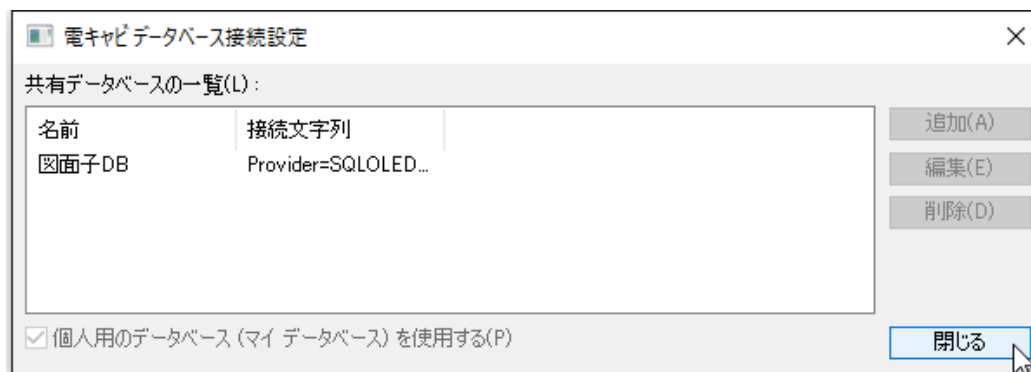 電キャビデータベース接続設定
共有データベースの一覧(L):
名前 接続文字列
図面子DB Provider=SQLOLED...
追加(A)
編集(E)
削除(D)
個人用のデータベース (マイ データベース) を使用する(P)
閉じる